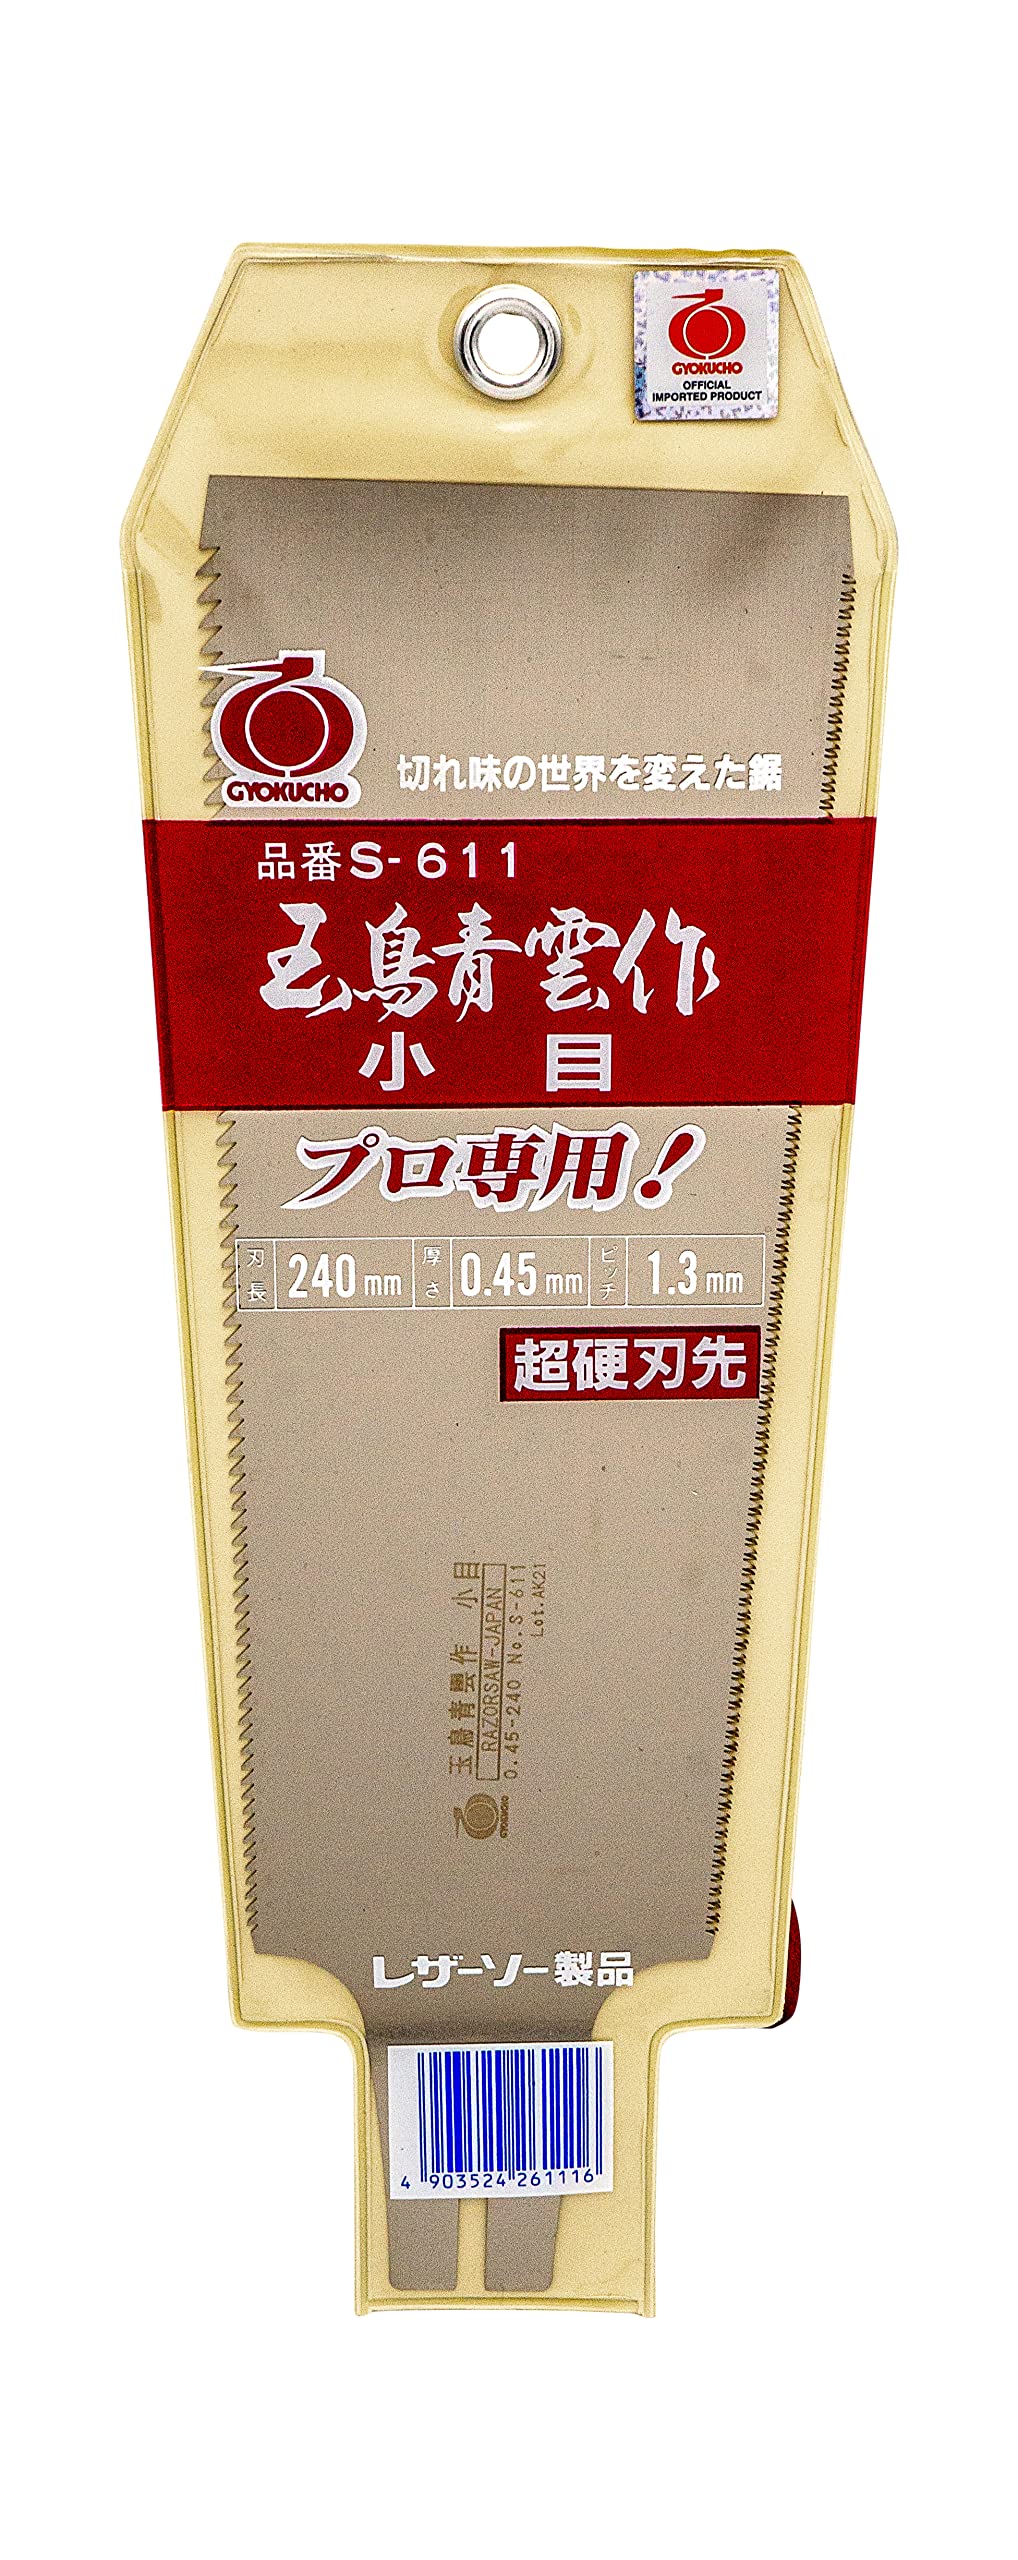 GYOKUCHO
OFFICIAL
IMPORTED PRODUCT
GYOKUCHO
切れ味の世界を変えた鋸
品番S-611
玉鳥青雲作
小目
プロ専用!
刃長 240mm 厚さ 0.45mm ピッチ 1.3mm
超硬刃先
玉鳥青雲作 小目
RAZORSAW-JAPAN
0.45-240 No.S-611
Lot.AK21
GYOKUCHO
レザーソー製品
4 903524 261116